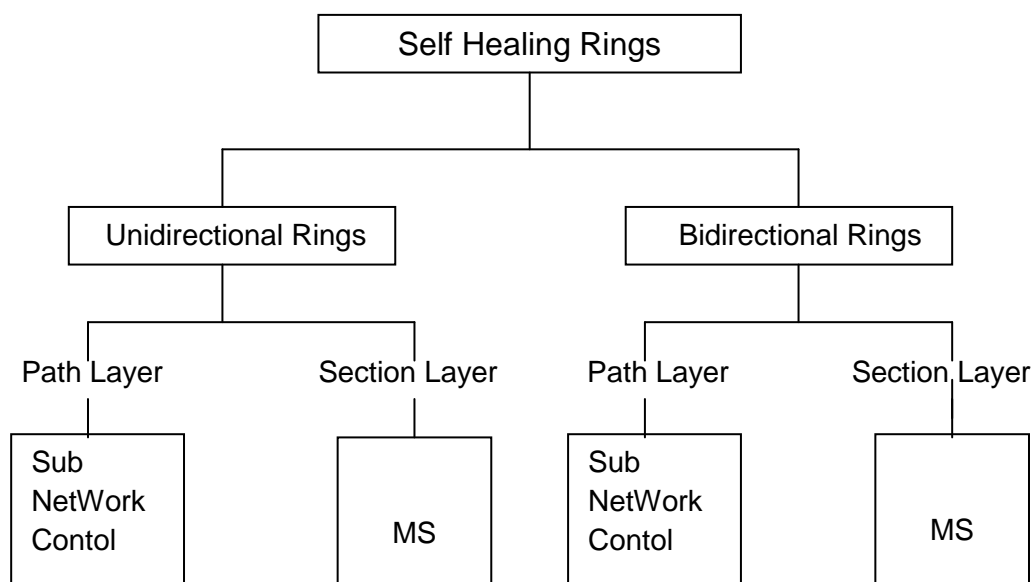 Self Healing Rings
Unidirectional Rings
Bidirectional Rings
Path Layer
Section Layer
Path Layer
Section Layer
Sub
NetWork
Contol
MS
Sub
NetWork
Contol
MS